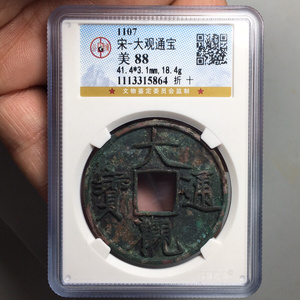 1107
宋-大观通宝
美 88
41.4*3.1mm,18.4g
1113315864 折十
★ 文物鉴定委员会监制 ★
大
通
觀
寶